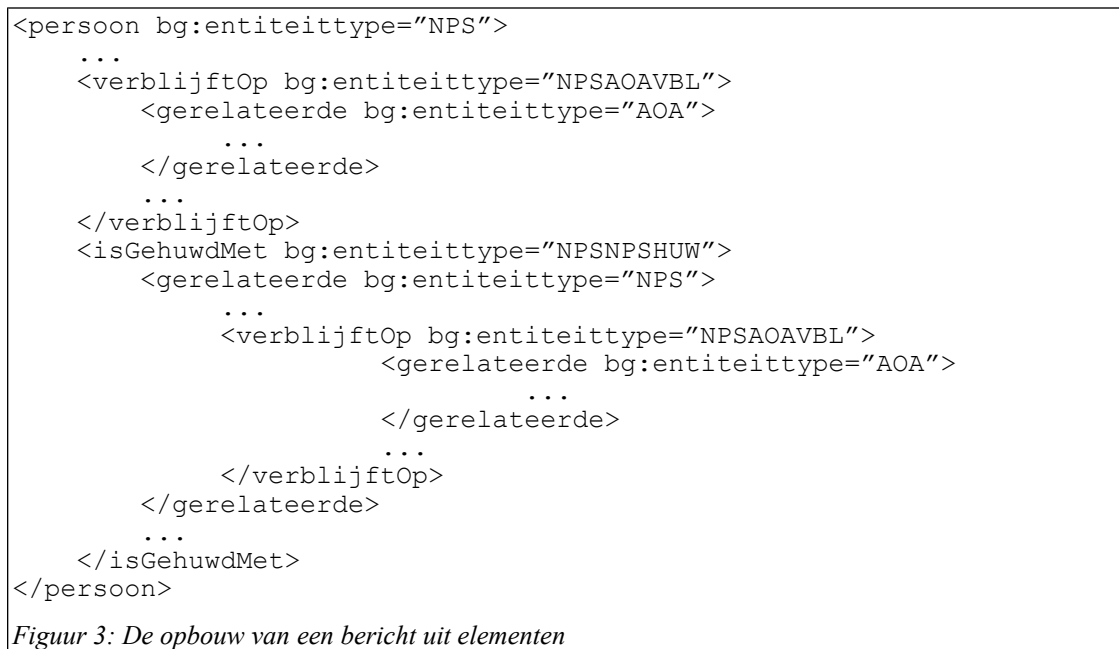 <persoon bg:entiteittype=”NPS”>
    ...
    <verblijftOp bg:entiteittype=”NPSAOAVBL”>
        <gerelateerde bg:entiteittype=”AOA”>
            ...
        </gerelateerde>
        ...
    </verblijftOp>
    <isGehuwdMet bg:entiteittype=”NPSNPSHUW”>
        <gerelateerde bg:entiteittype=”NPS”>
            ...
            <verblijftOp bg:entiteittype=”NPSAOAVBL”>
                    <gerelateerde bg:entiteittype=”AOA”>
                            ...
                    </gerelateerde>
                    ...
            </verblijftOp>
        </gerelateerde>
        ...
    </isGehuwdMet>
</persoon>
Figuur 3: De opbouw van een bericht uit elementen